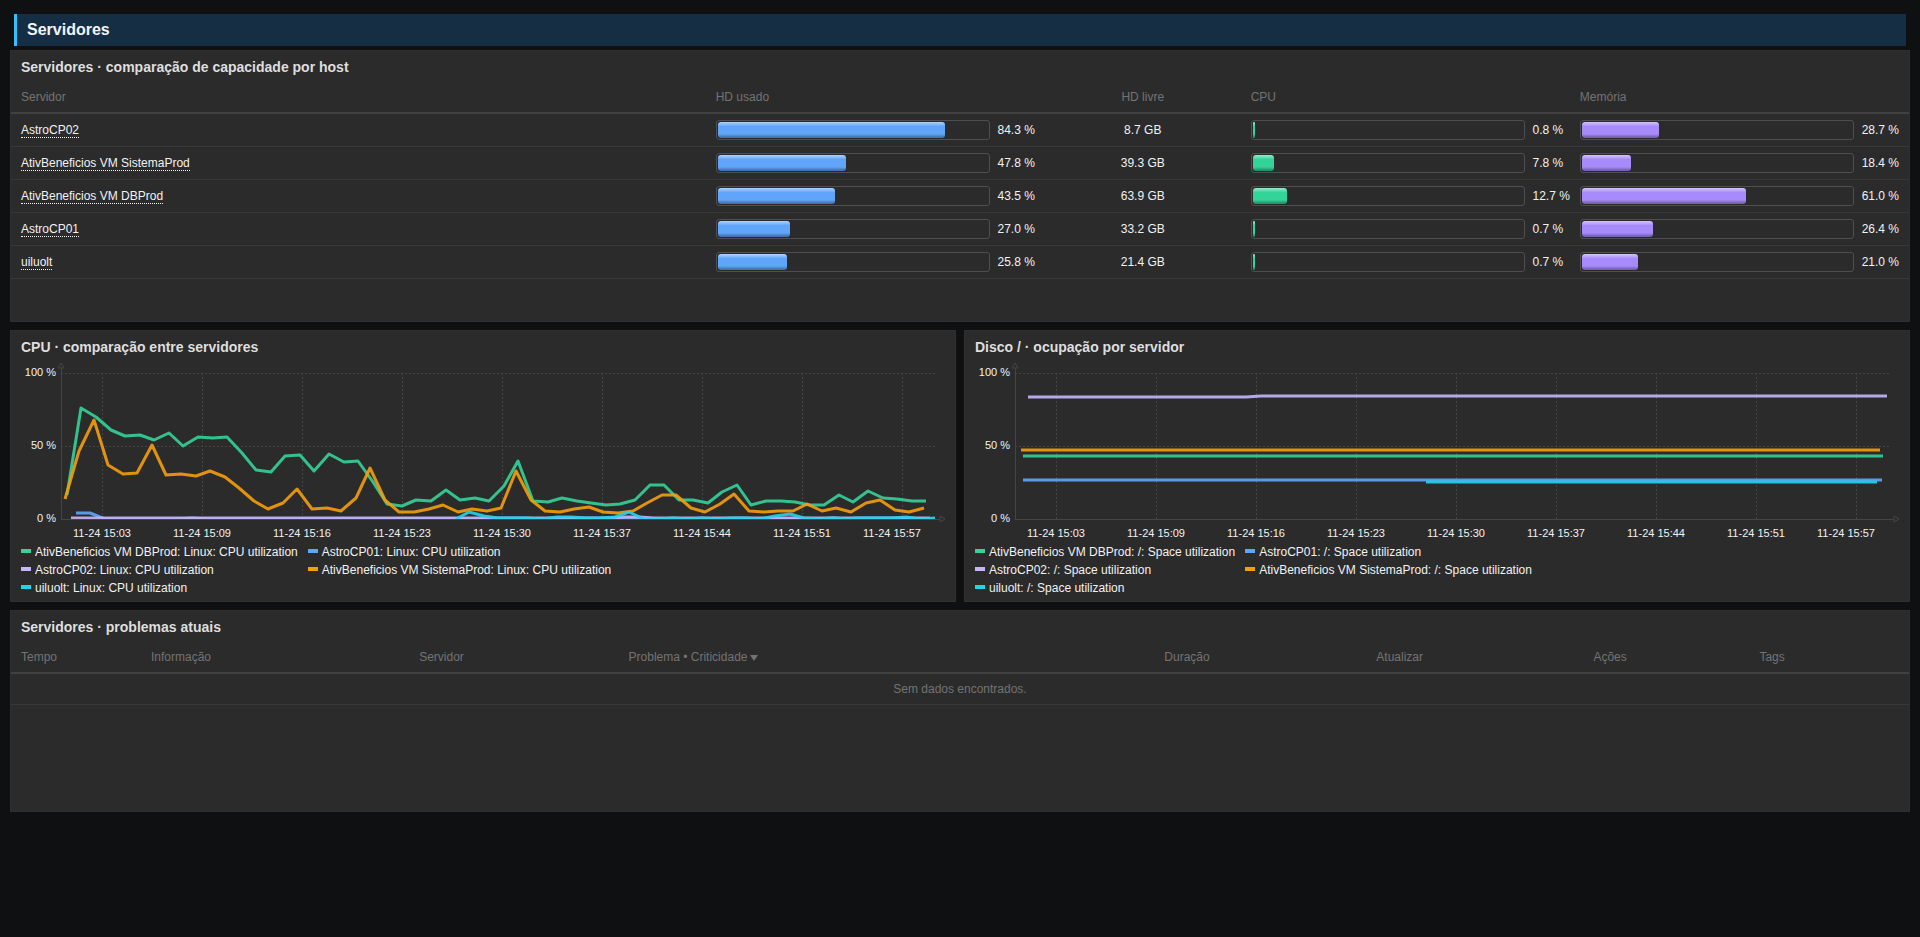 Servidores
Servidores · comparação de capacidade por host
Servidor HD usado HD livre CPU Memória
AstroCP02 84.3 % 8.7 GB 0.8 % 28.7 %
AtivBeneficios VM SistemaProd 47.8 % 39.3 GB 7.8 % 18.4 %
AtivBeneficios VM DBProd 43.5 % 63.9 GB 12.7 % 61.0 %
AstroCP01 27.0 % 33.2 GB 0.7 % 26.4 %
uiluolt 25.8 % 21.4 GB 0.7 % 21.0 %
CPU · comparação entre servidores
100 %
50 %
0 %
11-24 15:03 11-24 15:09 11-24 15:16 11-24 15:23 11-24 15:30 11-24 15:37 11-24 15:44 11-24 15:51 11-24 15:57
AtivBeneficios VM DBProd: Linux: CPU utilization AstroCP01: Linux: CPU utilization
AstroCP02: Linux: CPU utilization AtivBeneficios VM SistemaProd: Linux: CPU utilization
uiluolt: Linux: CPU utilization
Disco / · ocupação por servidor
100 %
50 %
0 %
11-24 15:03 11-24 15:09 11-24 15:16 11-24 15:23 11-24 15:30 11-24 15:37 11-24 15:44 11-24 15:51 11-24 15:57
AtivBeneficios VM DBProd: /: Space utilization AstroCP01: /: Space utilization
AstroCP02: /: Space utilization AtivBeneficios VM SistemaProd: /: Space utilization
uiluolt: /: Space utilization
Servidores · problemas atuais
Tempo Informação Servidor Problema • Criticidade Duração Atualizar Ações Tags
Sem dados encontrados.